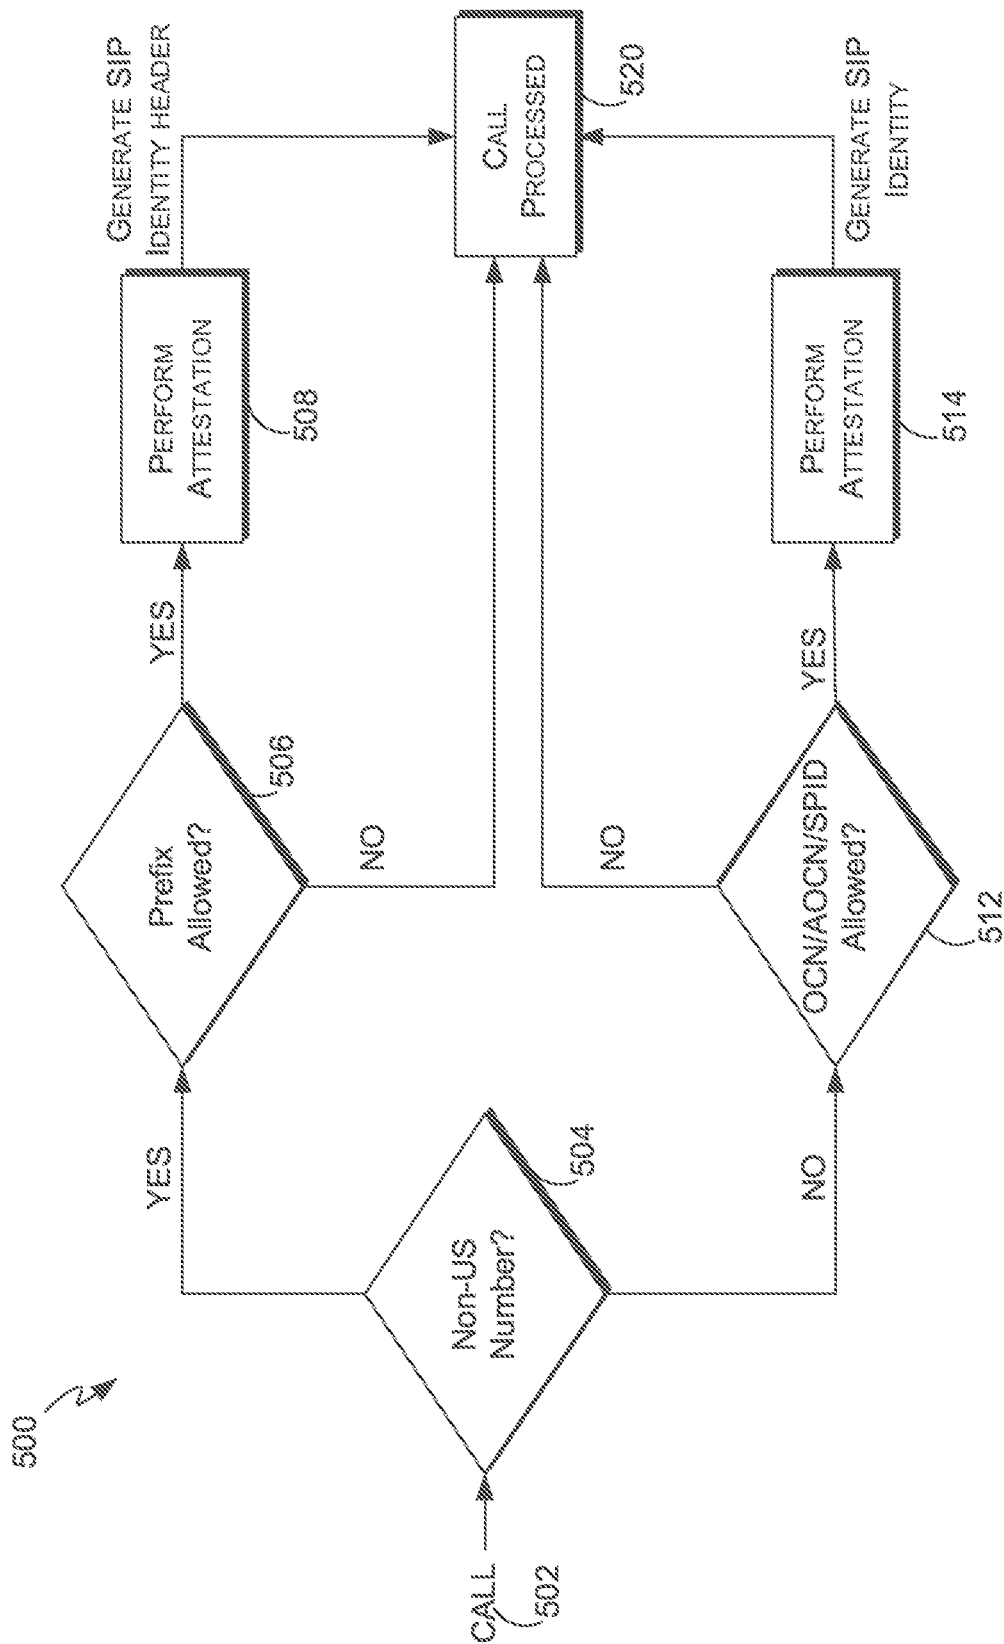 500
CALL
502
Non-US
Number?
504
YES
NO
Prefix
Allowed?
506
YES
NO
PERFORM
ATTESTATION
508
GENERATE SIP
IDENTITY HEADER
OCN/AOCN/SPID
Allowed?
512
NO
YES
PERFORM
ATTESTATION
514
GENERATE SIP
IDENTITY
CALL
PROCESSED
520